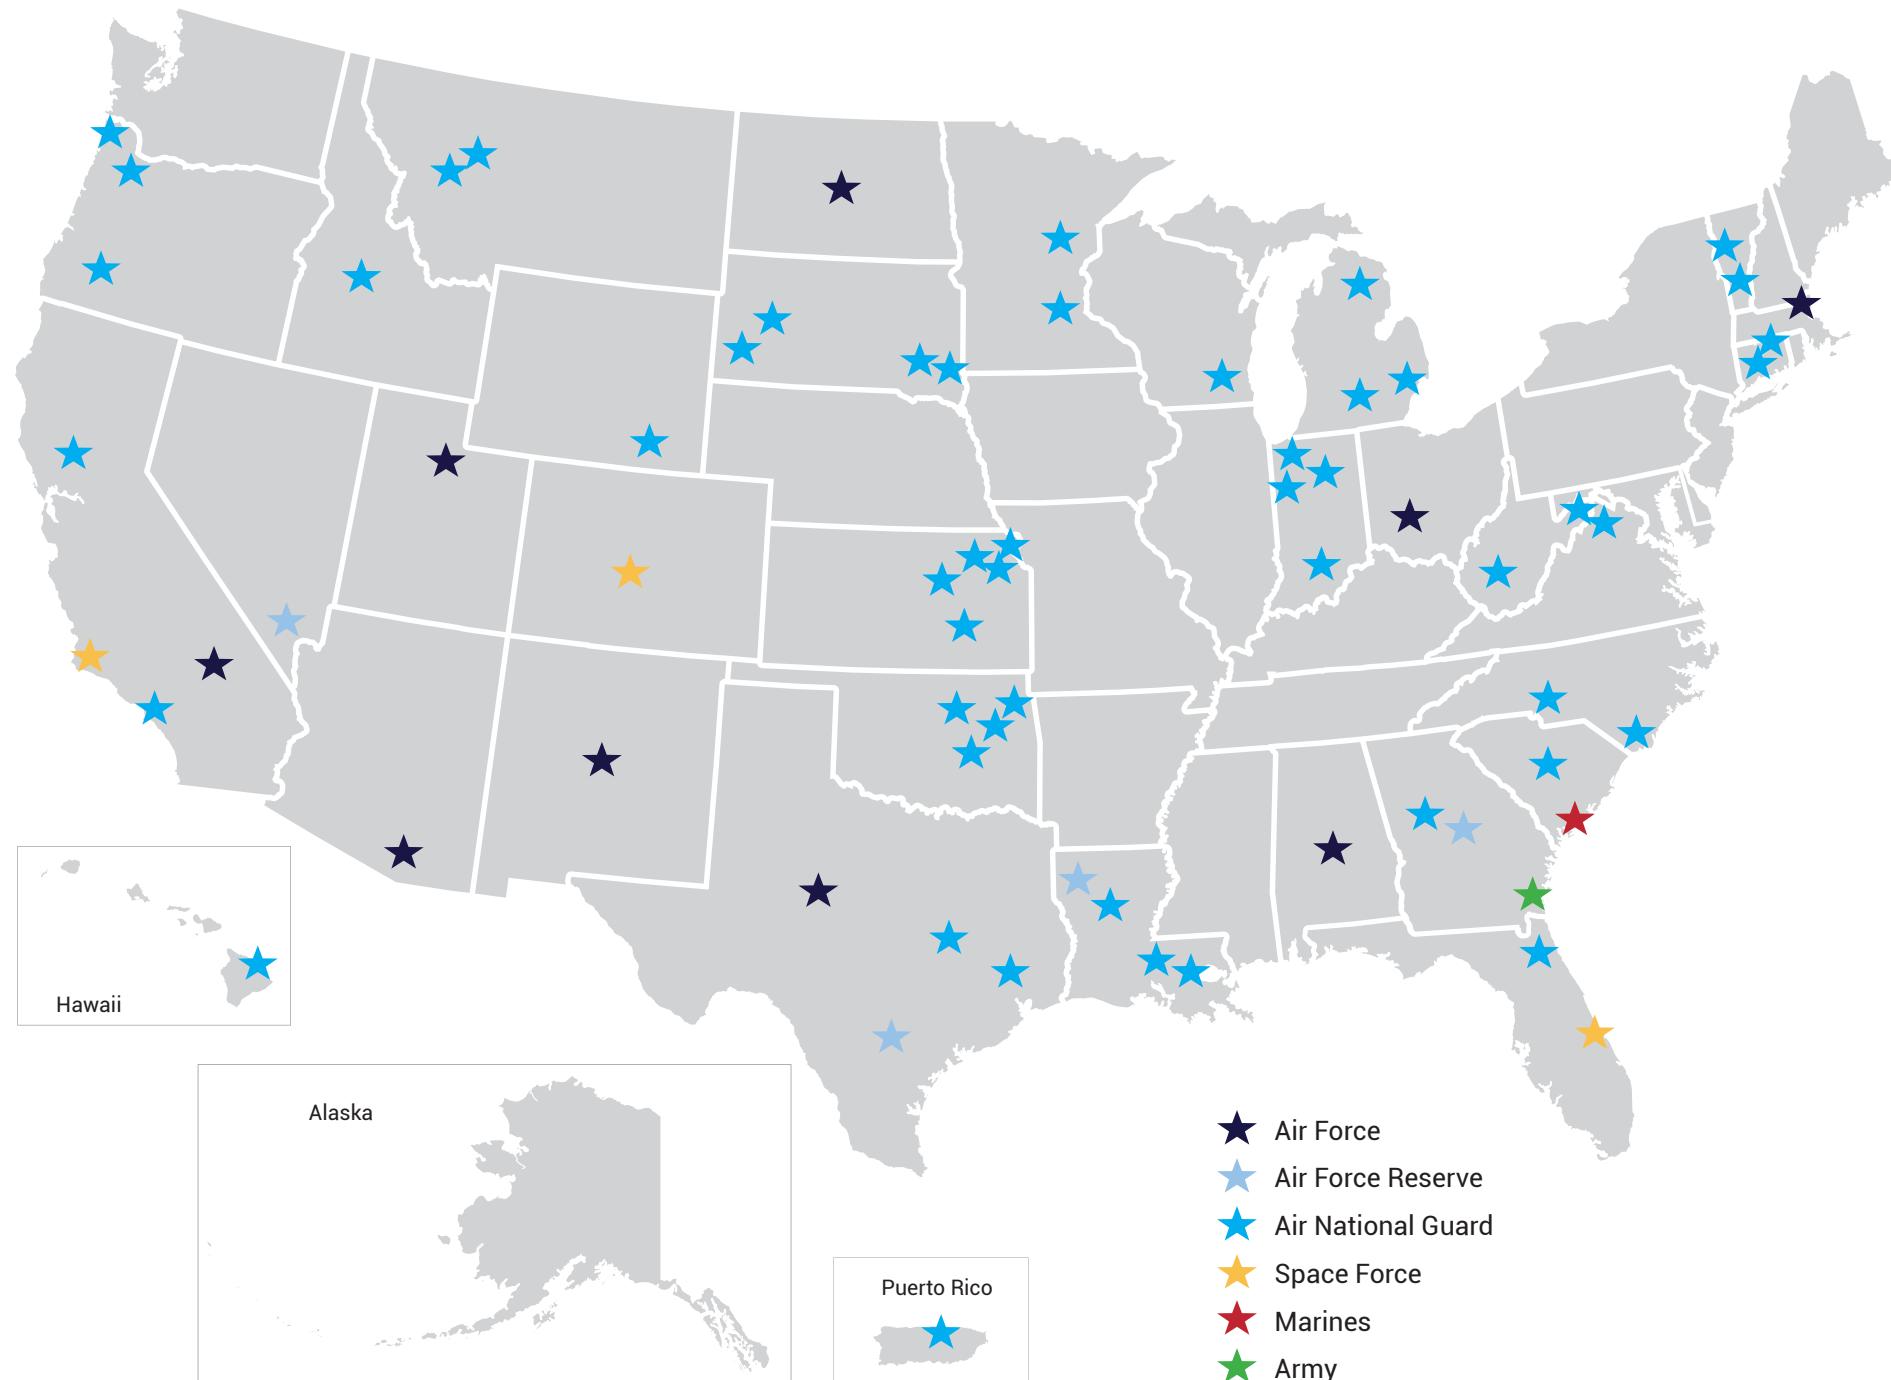 Hawaii
Alaska
Puerto Rico
Air Force
Air Force Reserve
Air National Guard
Space Force
Marines
Army